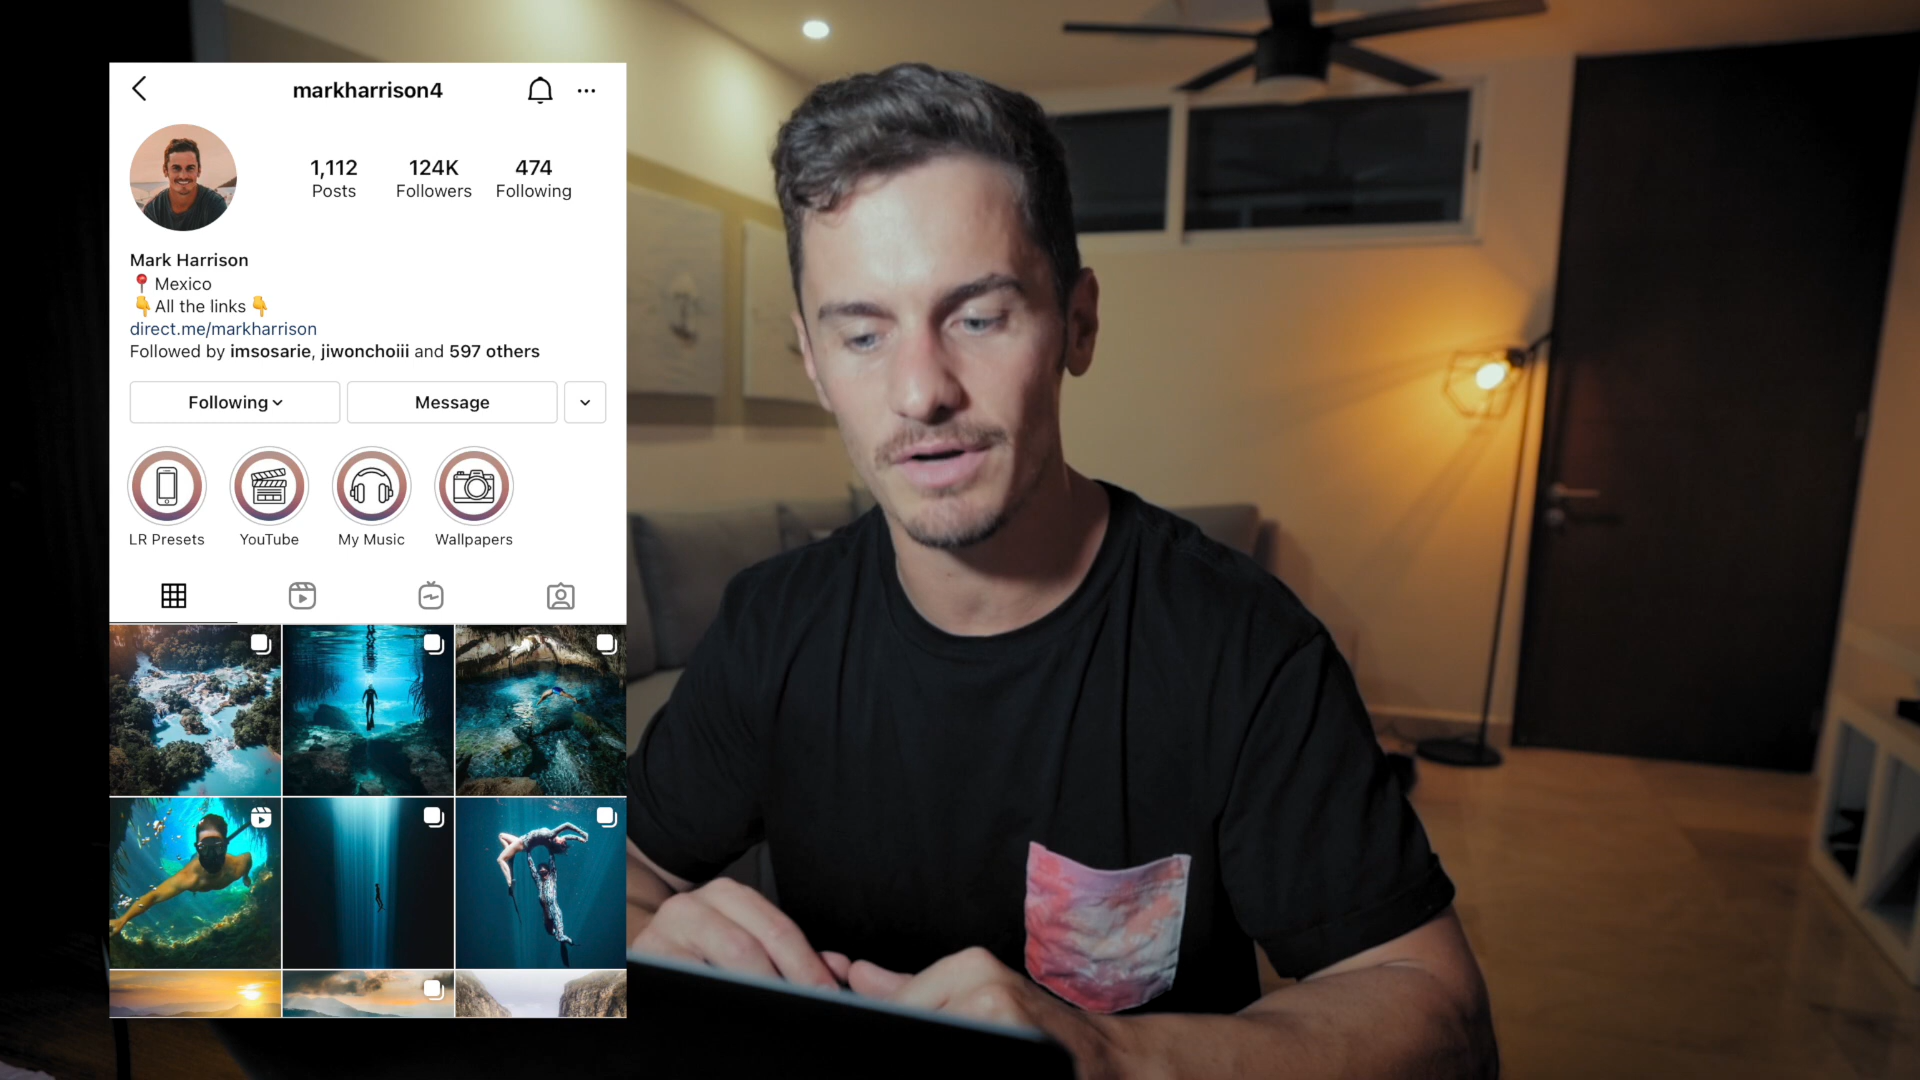 markharrison4
1,112 124K 474
Posts Followers Following
Mark Harrison
📍 Mexico
👇 All the links 👇
direct.me/markharrison
Followed by imsosarie, jiwonchoiii and 597 others
Following Message
LR Presets YouTube My Music Wallpapers